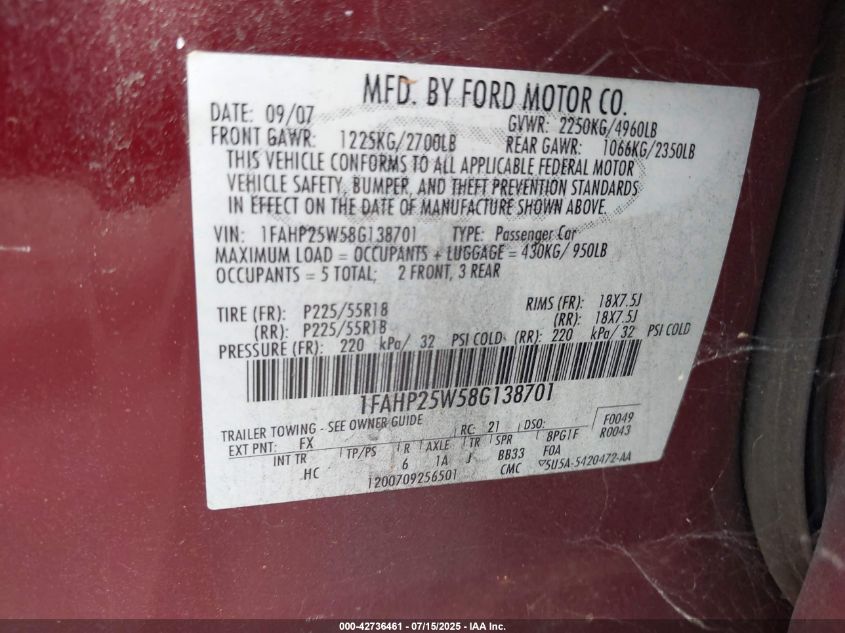 MFD. BY FORD MOTOR CO.
DATE: 09/07 GVWR: 2250KG/4960LB
FRONT GAWR: 1225KG/2700LB REAR GAWR: 1066KG/2350LB
THIS VEHICLE CONFORMS TO ALL APPLICABLE FEDERAL MOTOR
VEHICLE SAFETY, BUMPER, AND THEFT PREVENTION STANDARDS
IN EFFECT ON THE DATE OF MANUFACTURE SHOWN ABOVE.
VIN: 1FAHP25W58G138701 TYPE: Passenger Car
MAXIMUM LOAD = OCCUPANTS + LUGGAGE = 430KG/ 950LB
OCCUPANTS = 5 TOTAL; 2 FRONT, 3 REAR
TIRE (FR): P225/55R18 RIMS (FR): 18X7.5J
(RR): P225/55R18 (RR): 18X7.5J
PRESSURE (FR): 220 kPa/ 32 PSI COLD (RR): 220 kPa/ 32 PSI COLD
1FAHP25W58G138701
TRAILER TOWING - SEE OWNER GUIDE
EXT PNT: FX RC: 21 DSO: F0049
INT TR TP/PS R AXLE TR SPR 8PG1F R0043
HC 6 1A J BB33 F0A
1200709256501 CMC ▽5U5A-5420472-AA
000-42736461 - 07/15/2025 - IAA Inc.